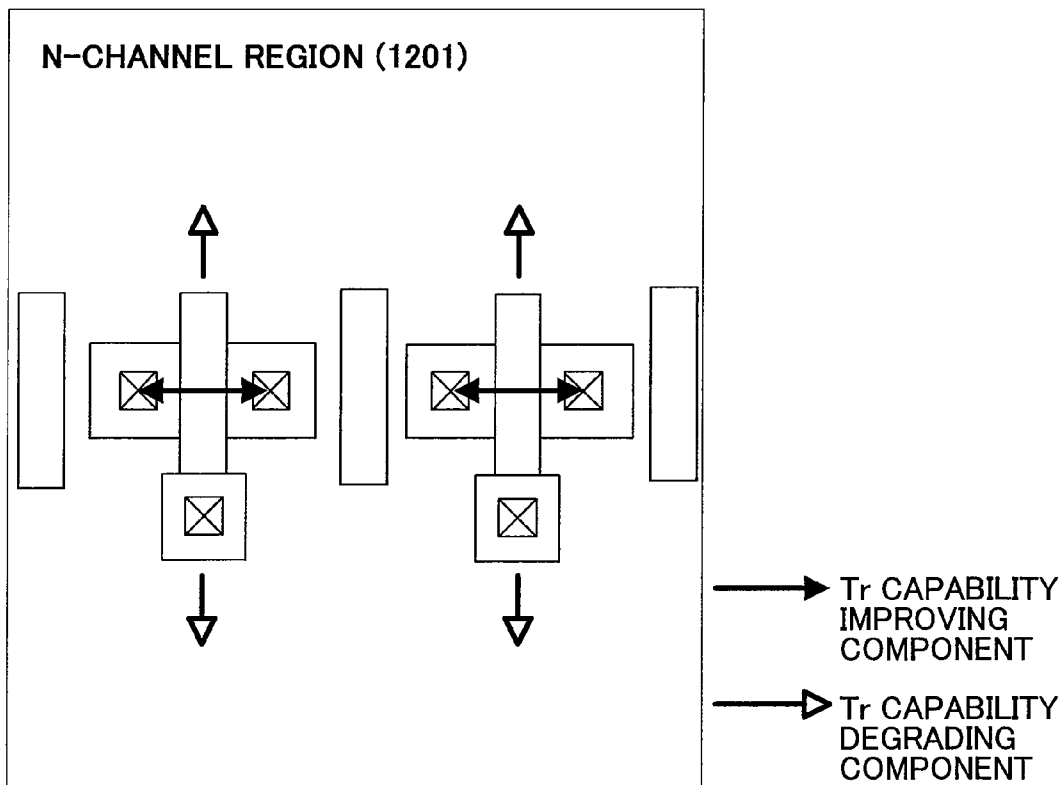 N-CHANNEL REGION (1201)
Tr CAPABILITY
IMPROVING
COMPONENT
Tr CAPABILITY
DEGRADING
COMPONENT